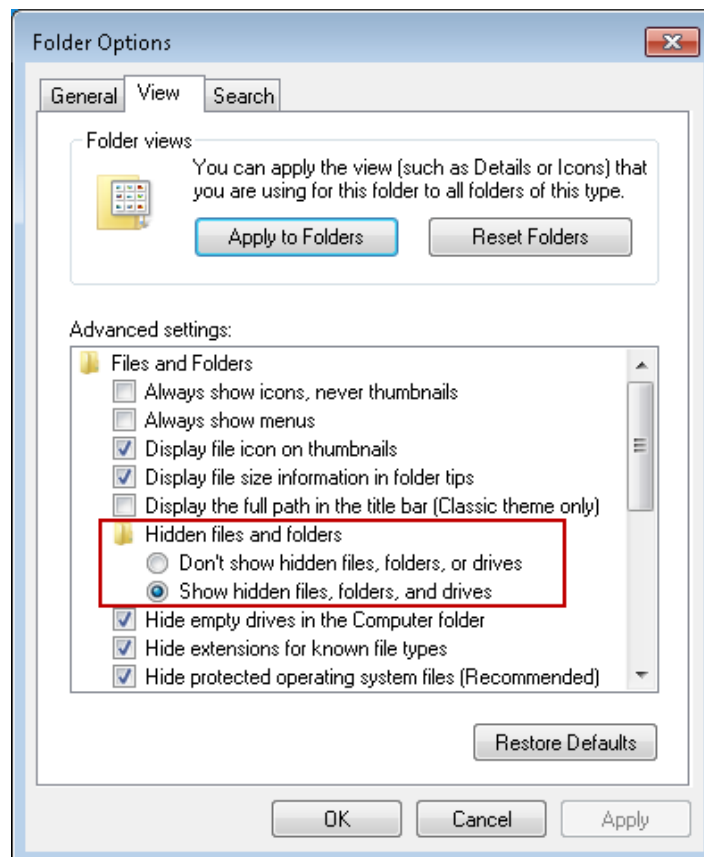 Folder Options
General View Search
Folder views
You can apply the view (such as Details or Icons) that
you are using for this folder to all folders of this type.
Apply to Folders Reset Folders
Advanced settings:
Files and Folders
Always show icons, never thumbnails
Always show menus
Display file icon on thumbnails
Display file size information in folder tips
Display the full path in the title bar (Classic theme only)
Hidden files and folders
Don't show hidden files, folders, or drives
Show hidden files, folders, and drives
Hide empty drives in the Computer folder
Hide extensions for known file types
Hide protected operating system files (Recommended)
Restore Defaults
OK Cancel Apply